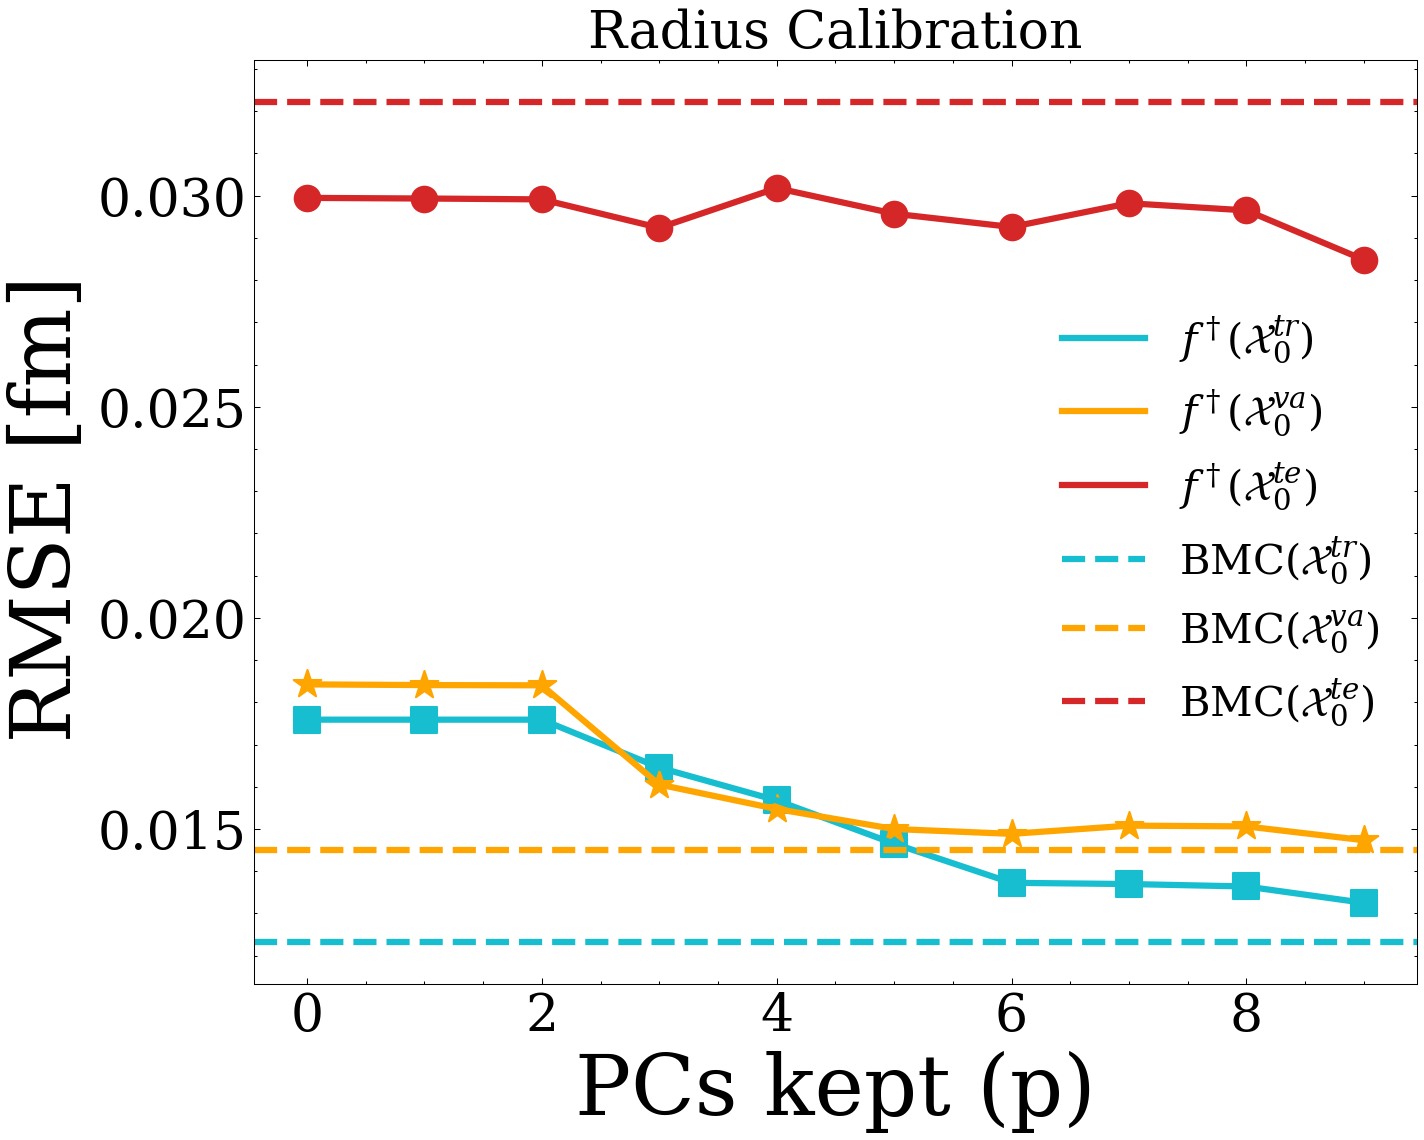 Radius Calibration
RMSE [fm]
0.030
0.025
0.020
0.015
f†(𝒳₀ᵗʳ)
f†(𝒳₀ᵛᵃ)
f†(𝒳₀ᵗᵉ)
BMC(𝒳₀ᵗʳ)
BMC(𝒳₀ᵛᵃ)
BMC(𝒳₀ᵗᵉ)
0 2 4 6 8
PCs kept (p)